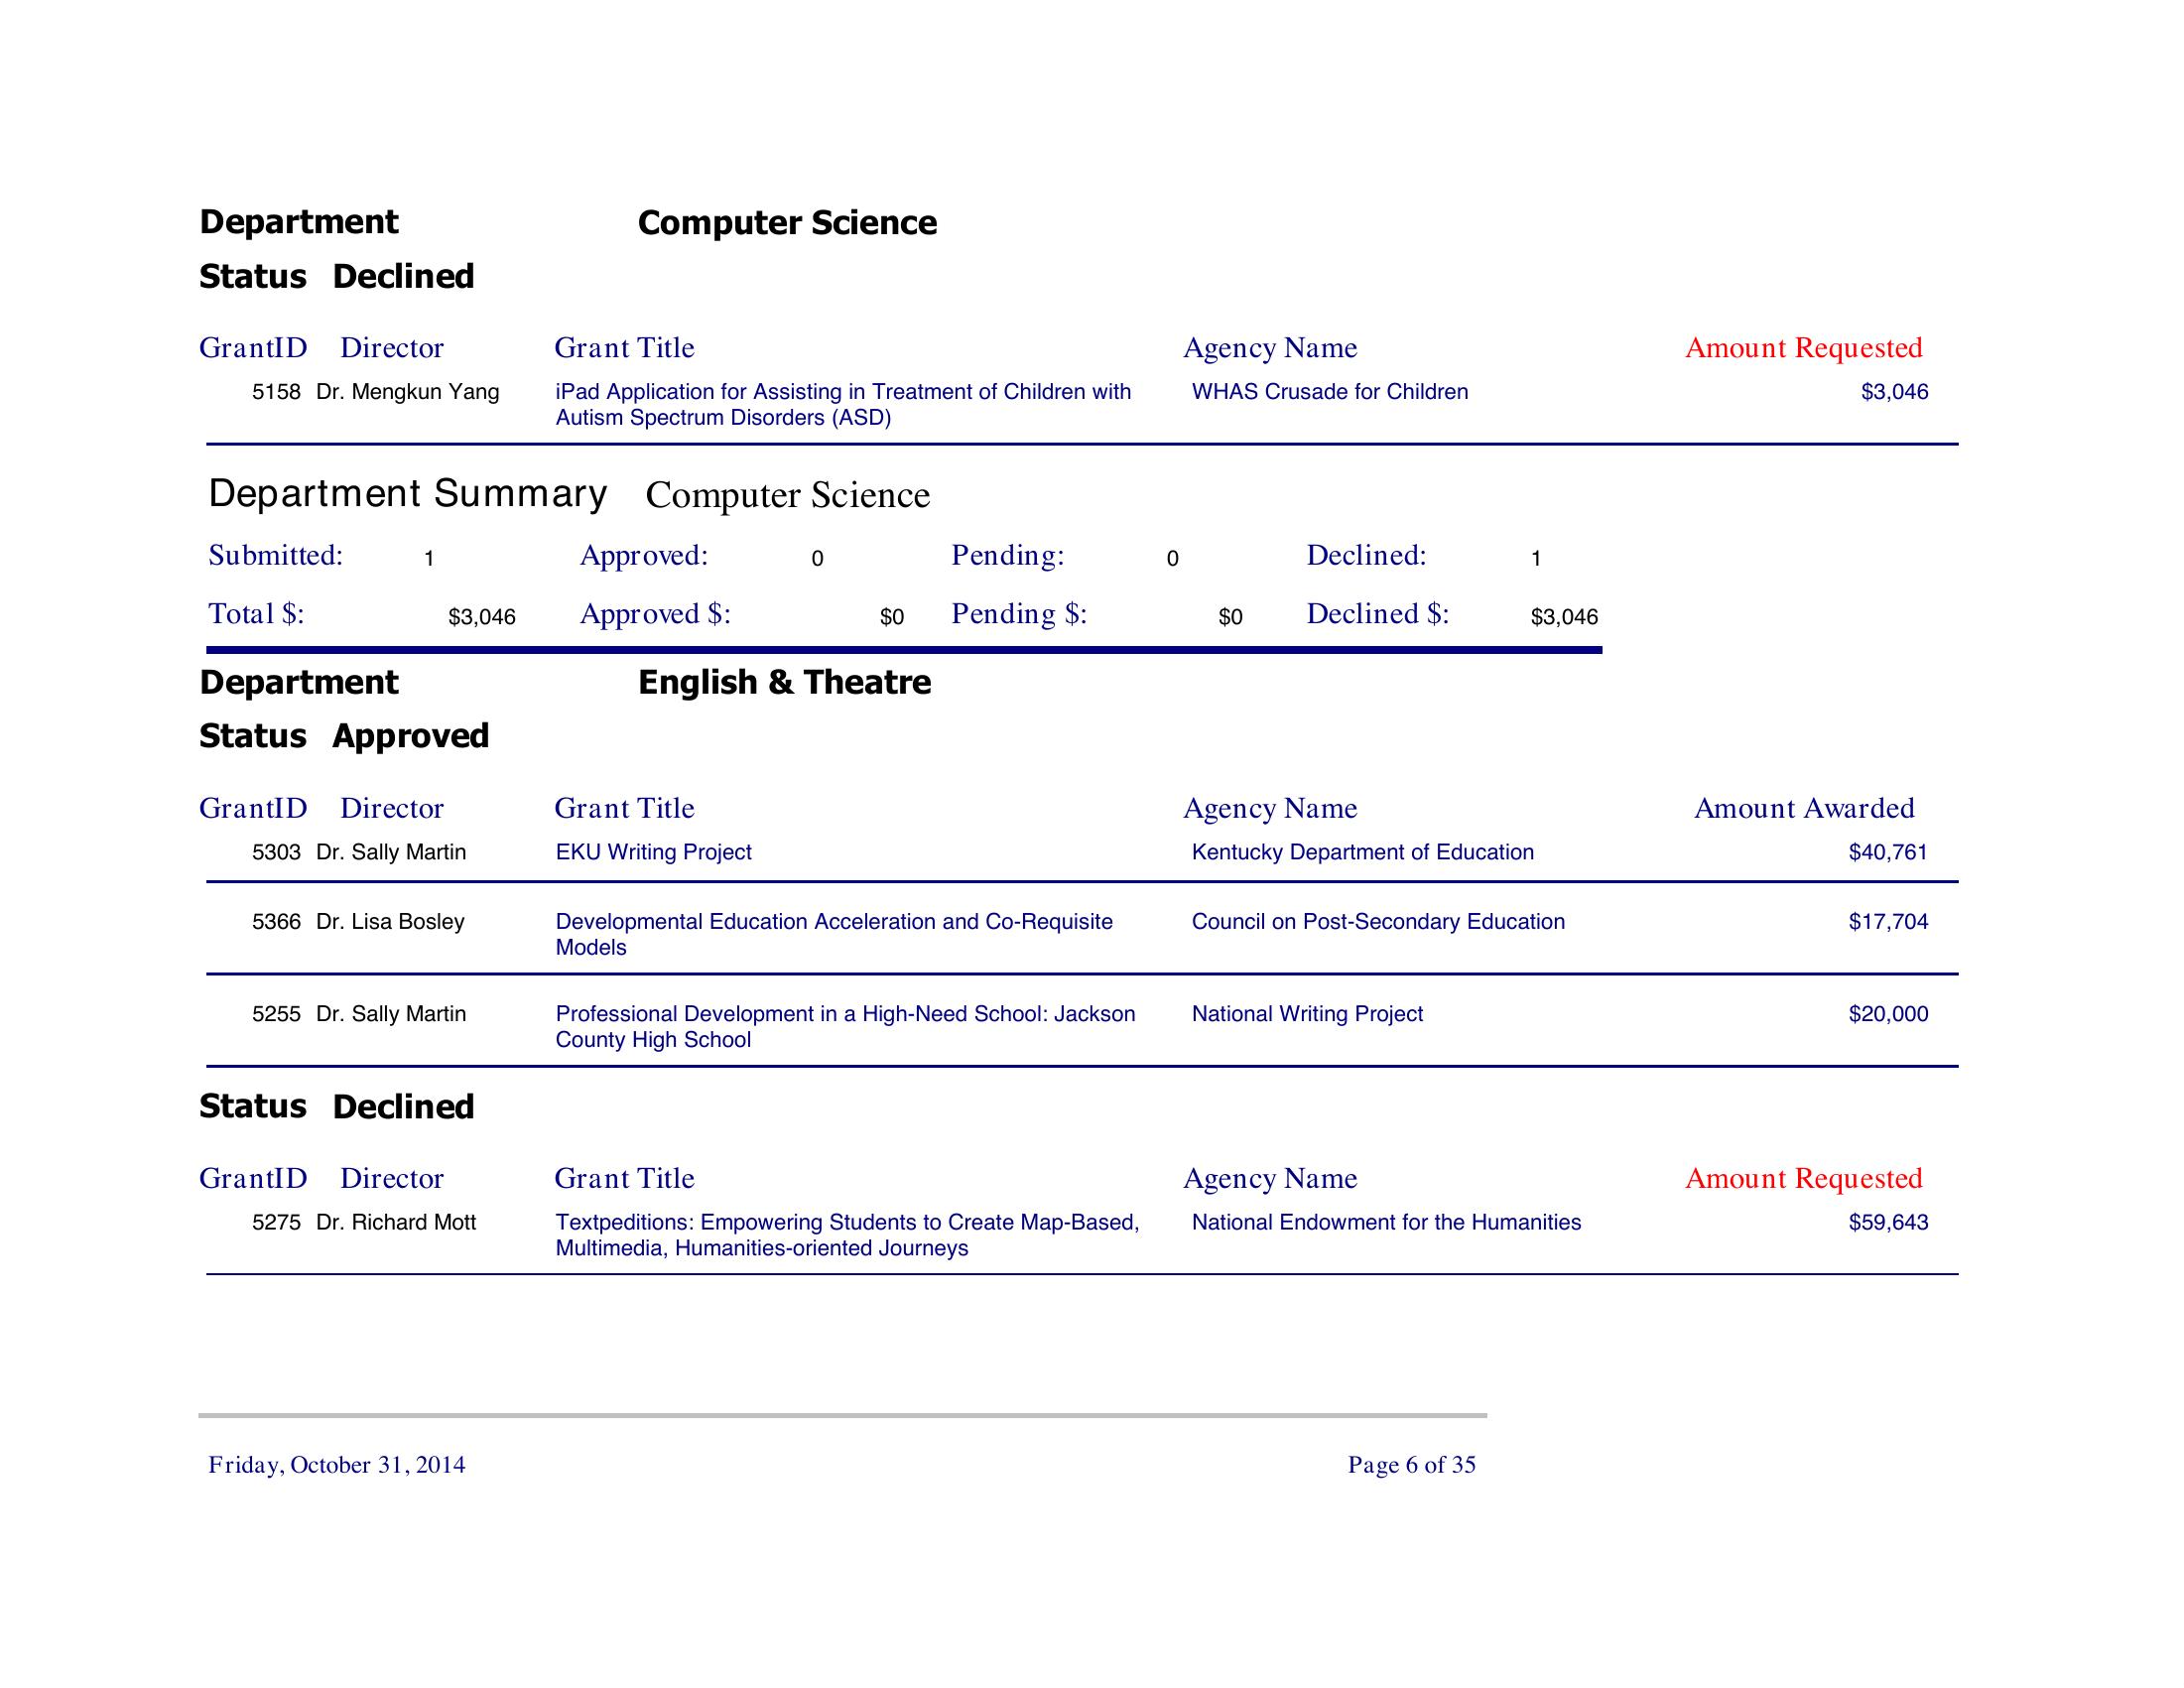 Department Computer Science
Status Declined
GrantID Director Grant Title Agency Name Amount Requested
5158 Dr. Mengkun Yang iPad Application for Assisting in Treatment of Children with WHAS Crusade for Children $3,046
Autism Spectrum Disorders (ASD)
Department Summary Computer Science
Submitted: 1 Approved: 0 Pending: 0 Declined: 1
Total $: $3,046 Approved $: $0 Pending $: $0 Declined $: $3,046
Department English & Theatre
Status Approved
GrantID Director Grant Title Agency Name Amount Awarded
5303 Dr. Sally Martin EKU Writing Project Kentucky Department of Education $40,761
5366 Dr. Lisa Bosley Developmental Education Acceleration and Co-Requisite Council on Post-Secondary Education $17,704
Models
5255 Dr. Sally Martin Professional Development in a High-Need School: Jackson National Writing Project $20,000
County High School
Status Declined
GrantID Director Grant Title Agency Name Amount Requested
5275 Dr. Richard Mott Textpeditions: Empowering Students to Create Map-Based, National Endowment for the Humanities $59,643
Multimedia, Humanities-oriented Journeys
Friday, October 31, 2014 Page 6 of 35